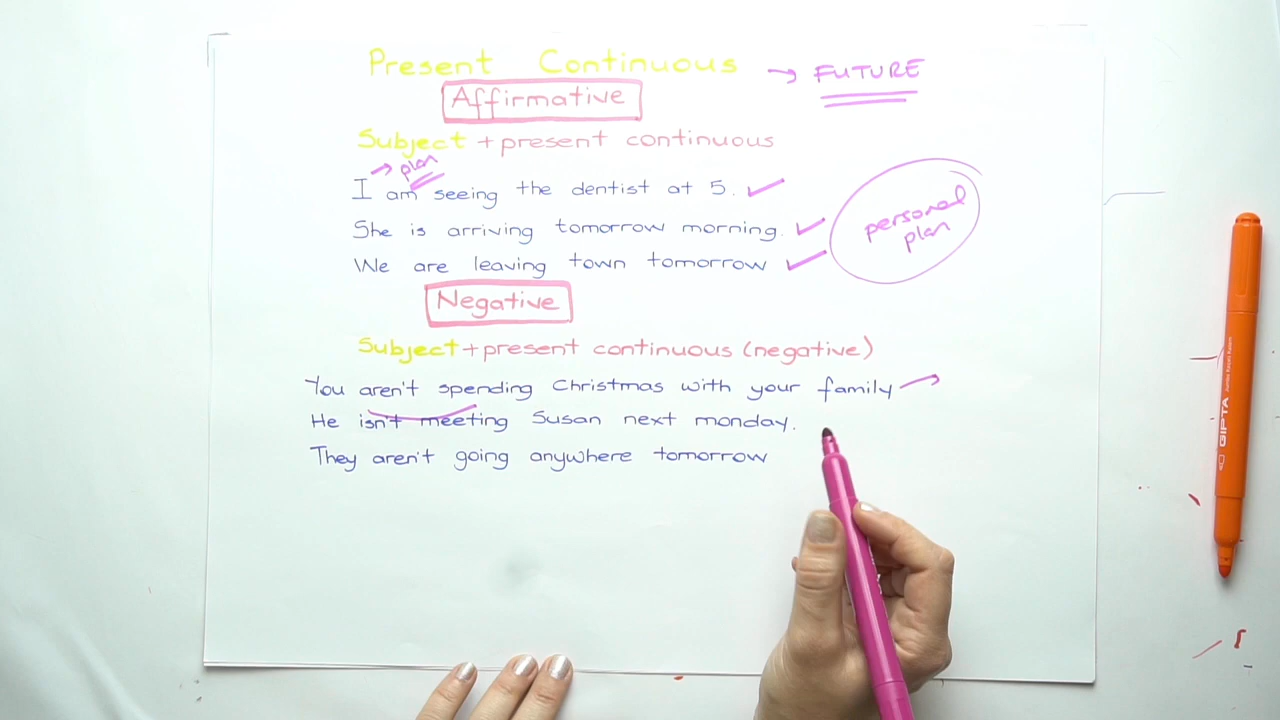 Present Continuous → FUTURE
Affirmative
Subject + present continuous
→ plan
I am seeing the dentist at 5.
She is arriving tomorrow morning.
We are leaving town tomorrow
personal
plan
Negative
Subject + present continuous (negative)
You aren't spending Christmas with your family
He isn't meeting Susan next monday.
They aren't going anywhere tomorrow
GIPTA